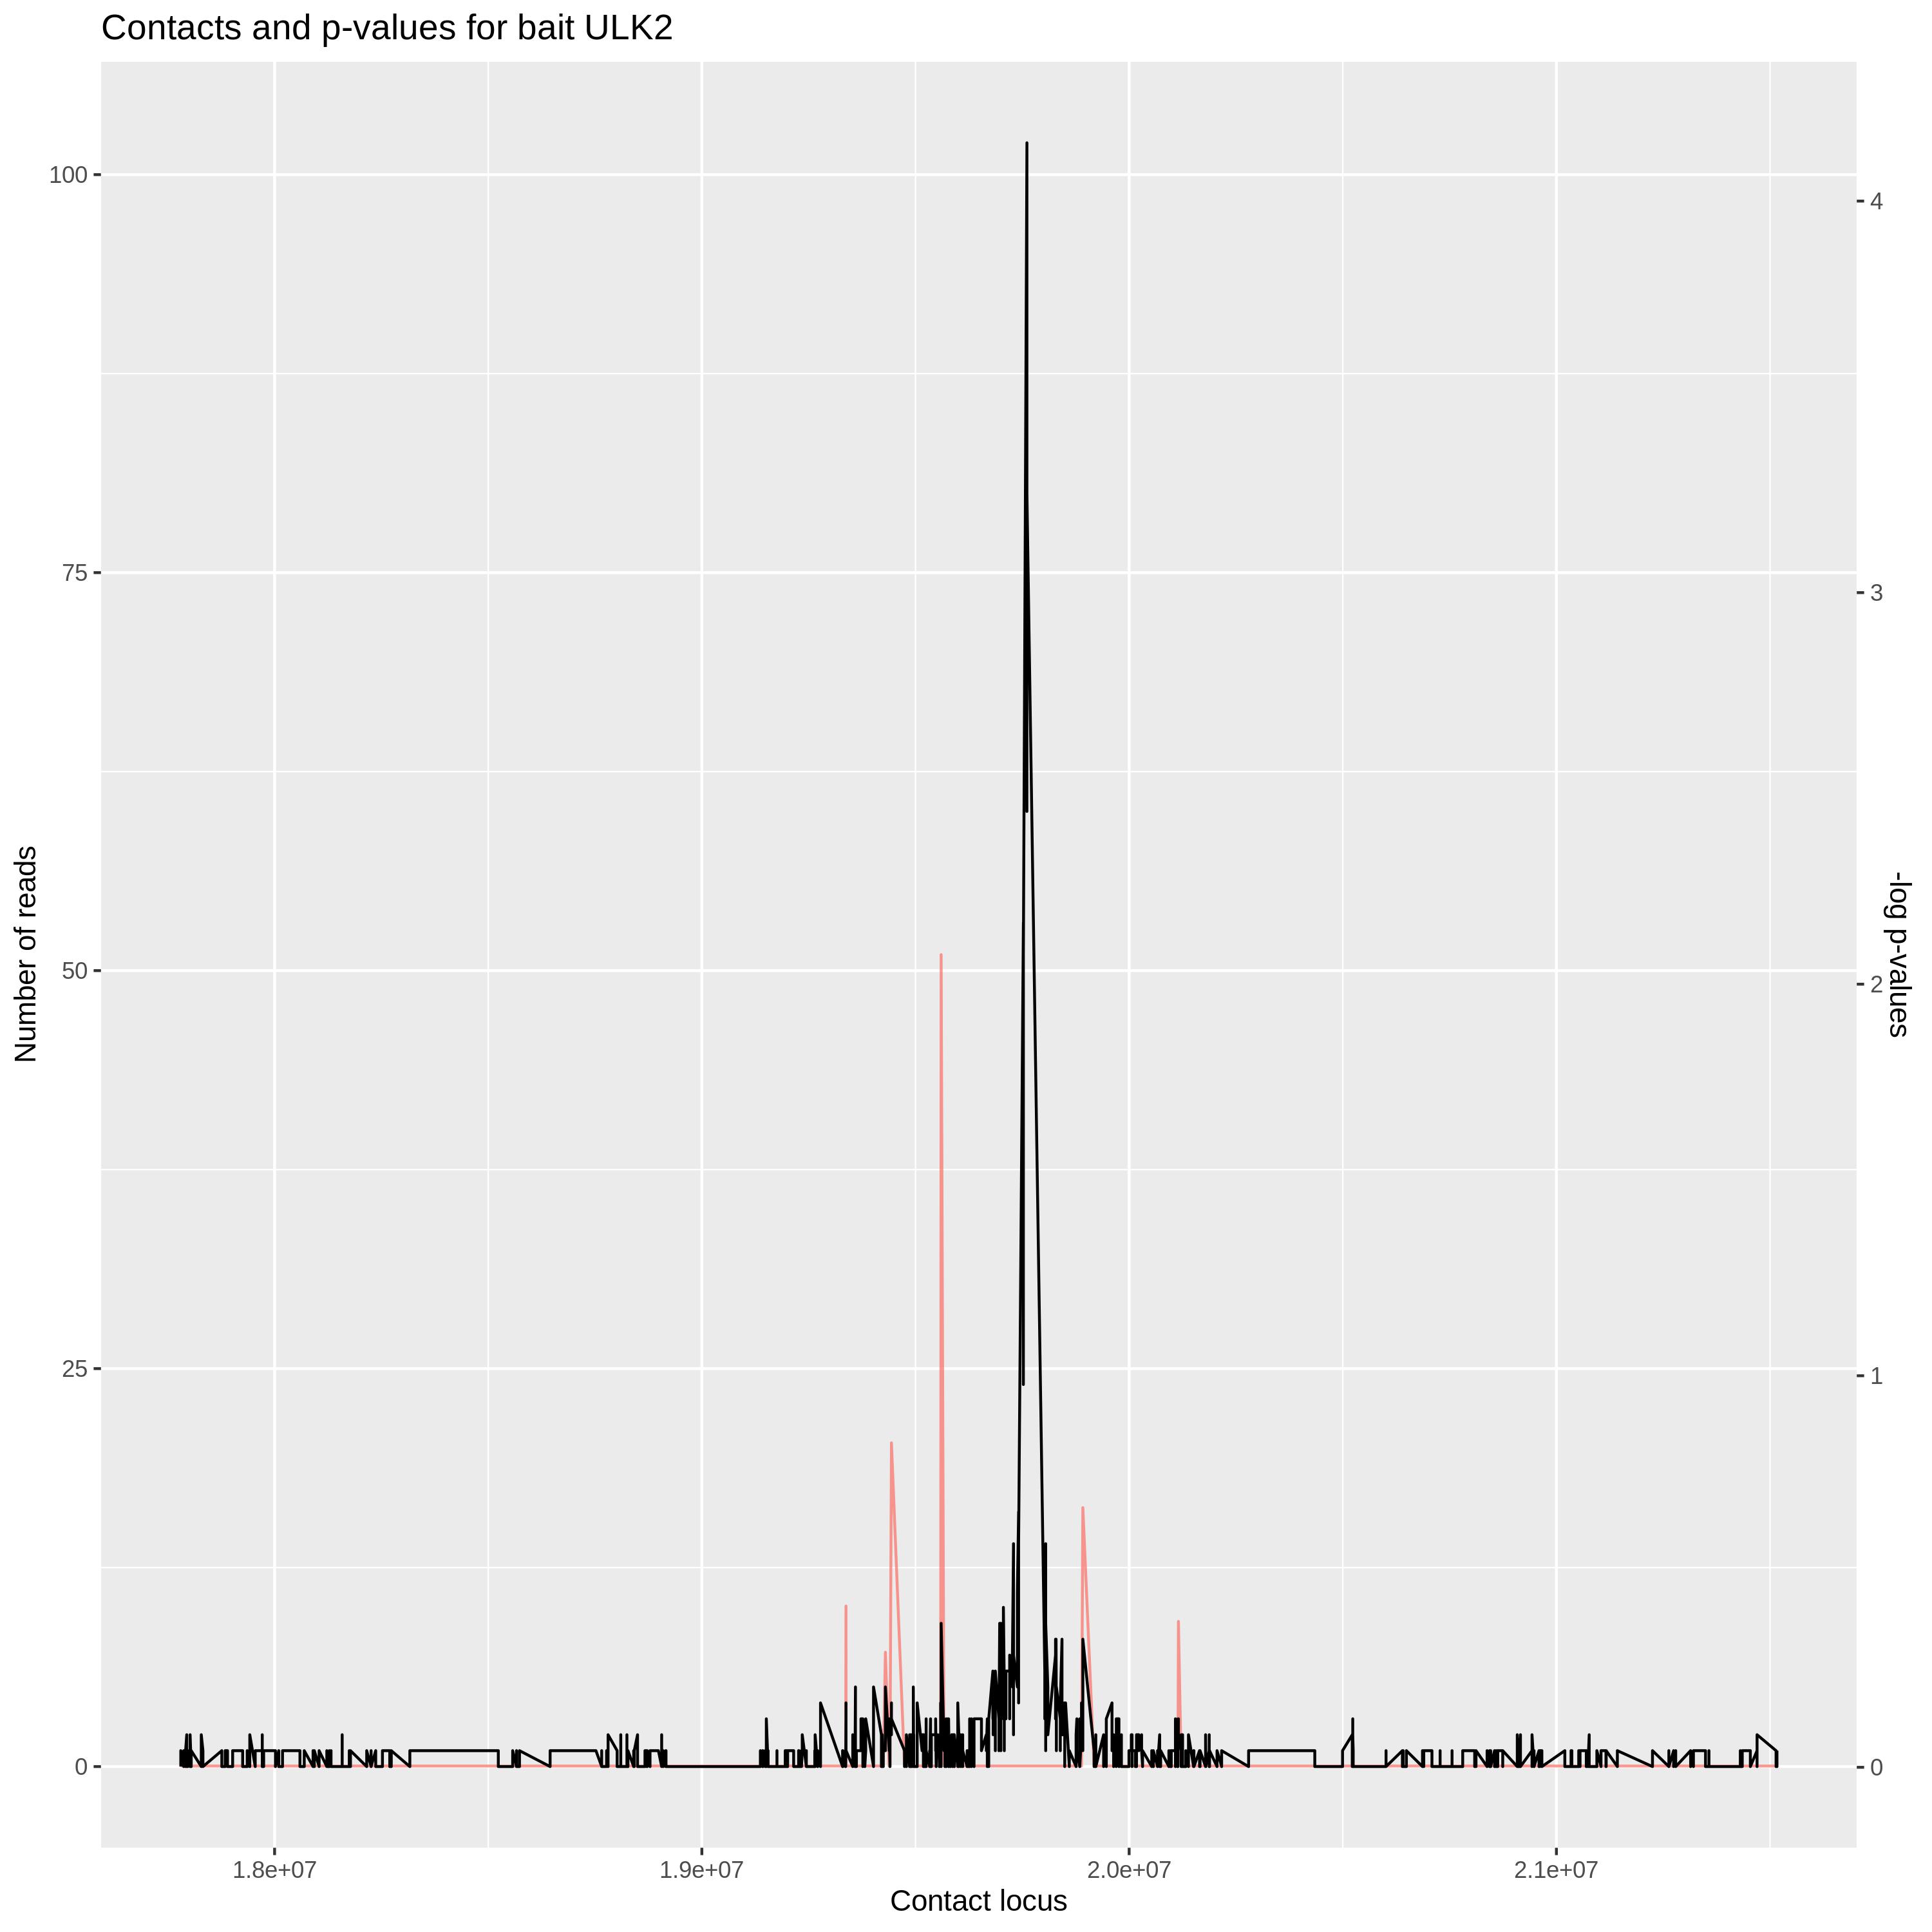 Contacts and p-values for bait ULK2
100
75
50
25
0
Number of reads
4
3
2
1
0
-log p-values
1.8e+07
1.9e+07
2.0e+07
2.1e+07
Contact locus